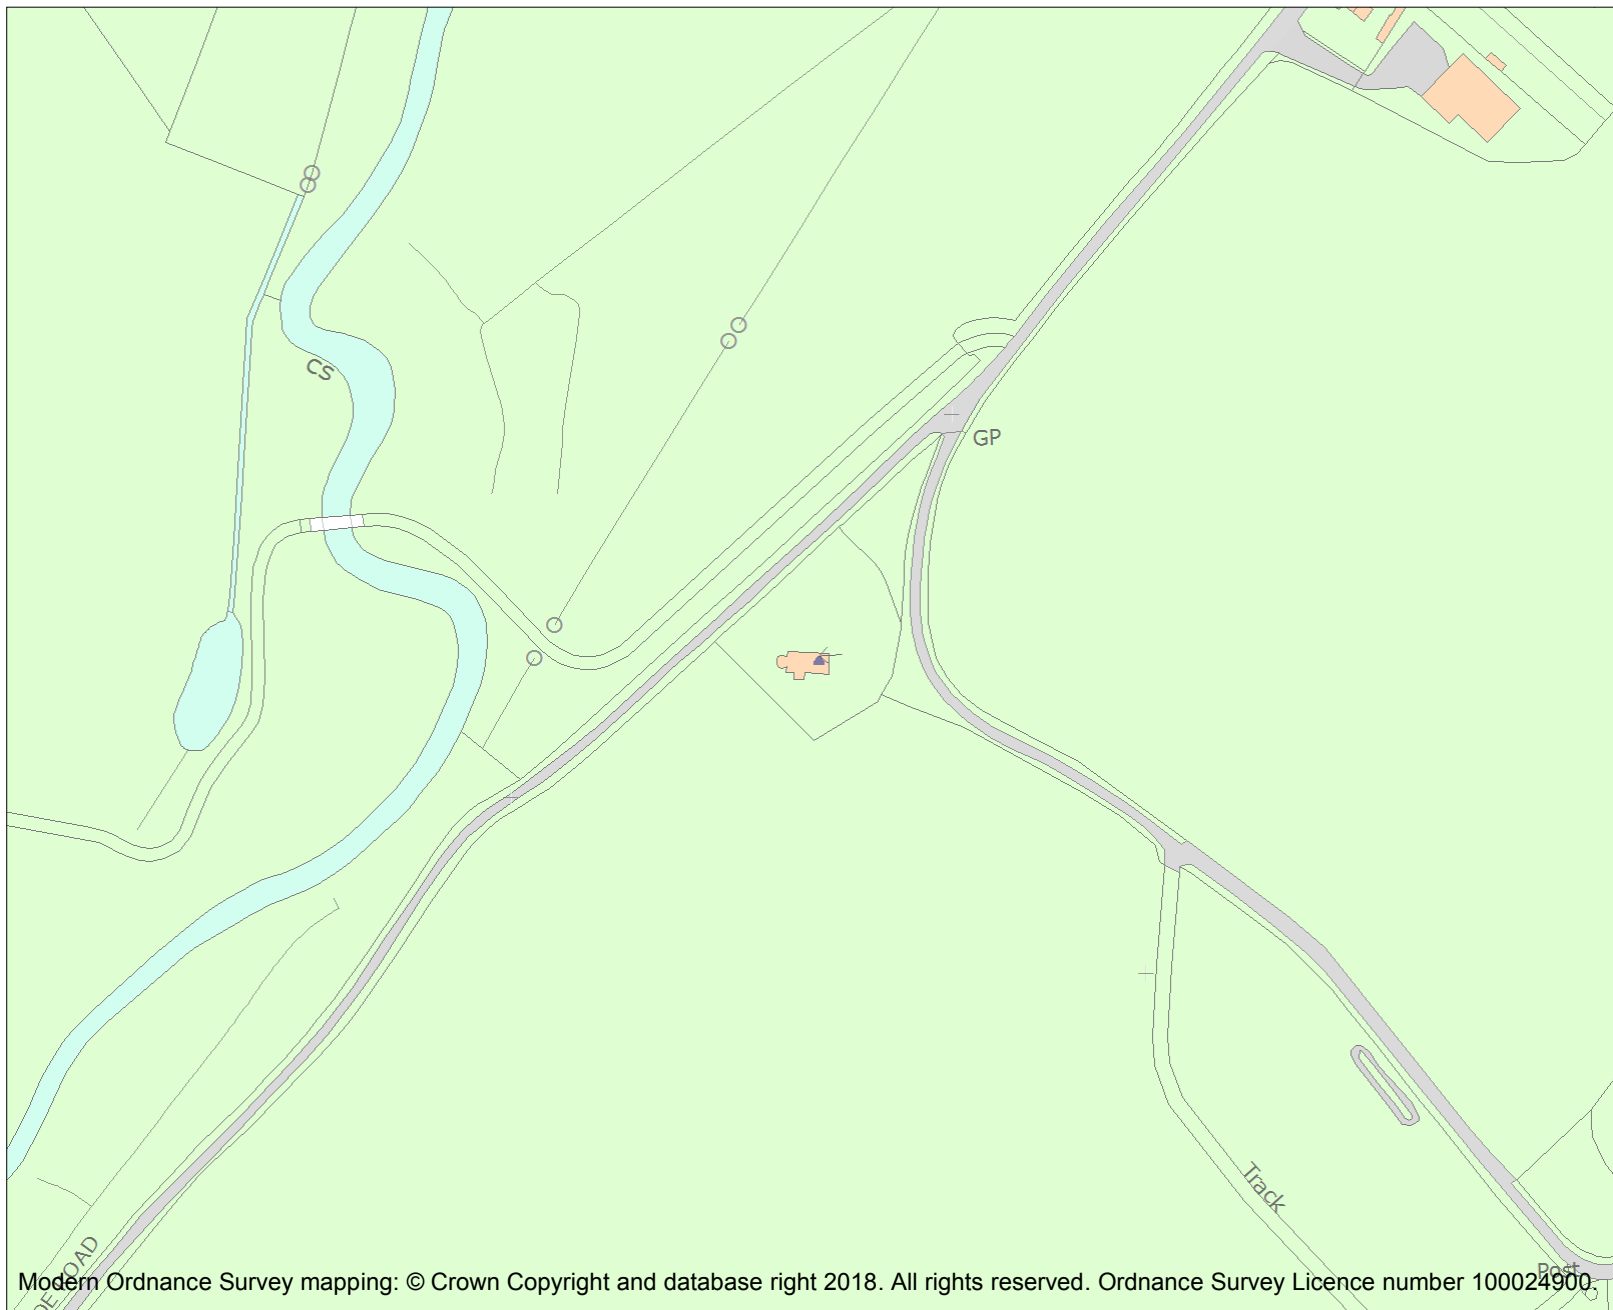 CS
GP
Track
ROAD
Post
Modern Ordnance Survey mapping: © Crown Copyright and database right 2018. All rights reserved. Ordnance Survey Licence number 100024900.